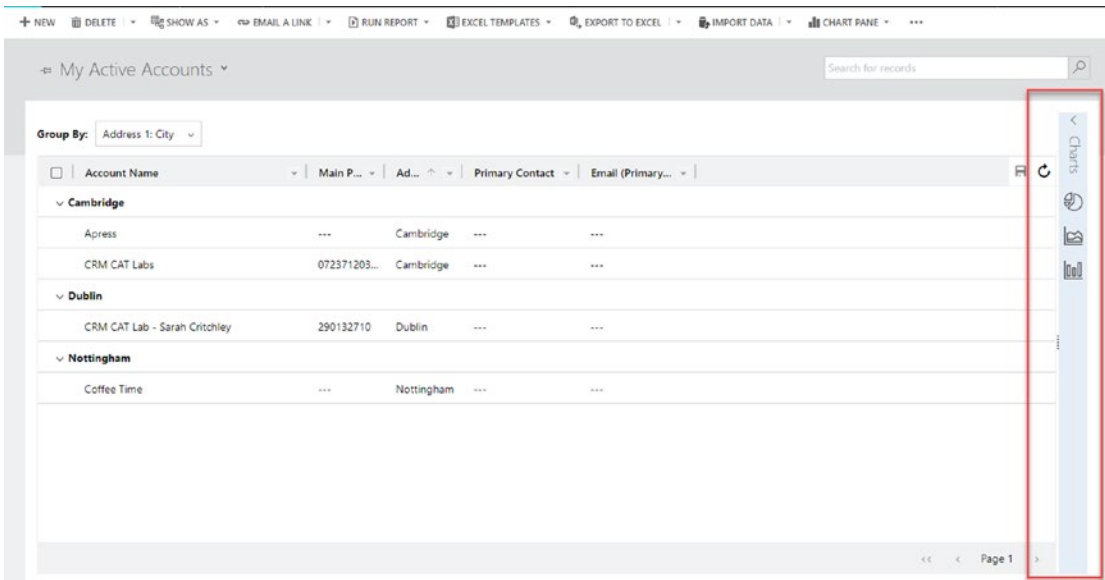 + NEW DELETE SHOW AS EMAIL A LINK RUN REPORT EXCEL TEMPLATES EXPORT TO EXCEL IMPORT DATA CHART PANE ...
My Active Accounts Search for records
Group By: Address 1: City
Account Name Main P... Ad... Primary Contact Email (Primary...
Charts
Cambridge
Apress --- Cambridge --- ---
CRM CAT Labs 072371203... Cambridge --- ---
Dublin
CRM CAT Lab - Sarah Critchley 290132710 Dublin --- ---
Nottingham
Coffee Time --- Nottingham --- ---
Page 1